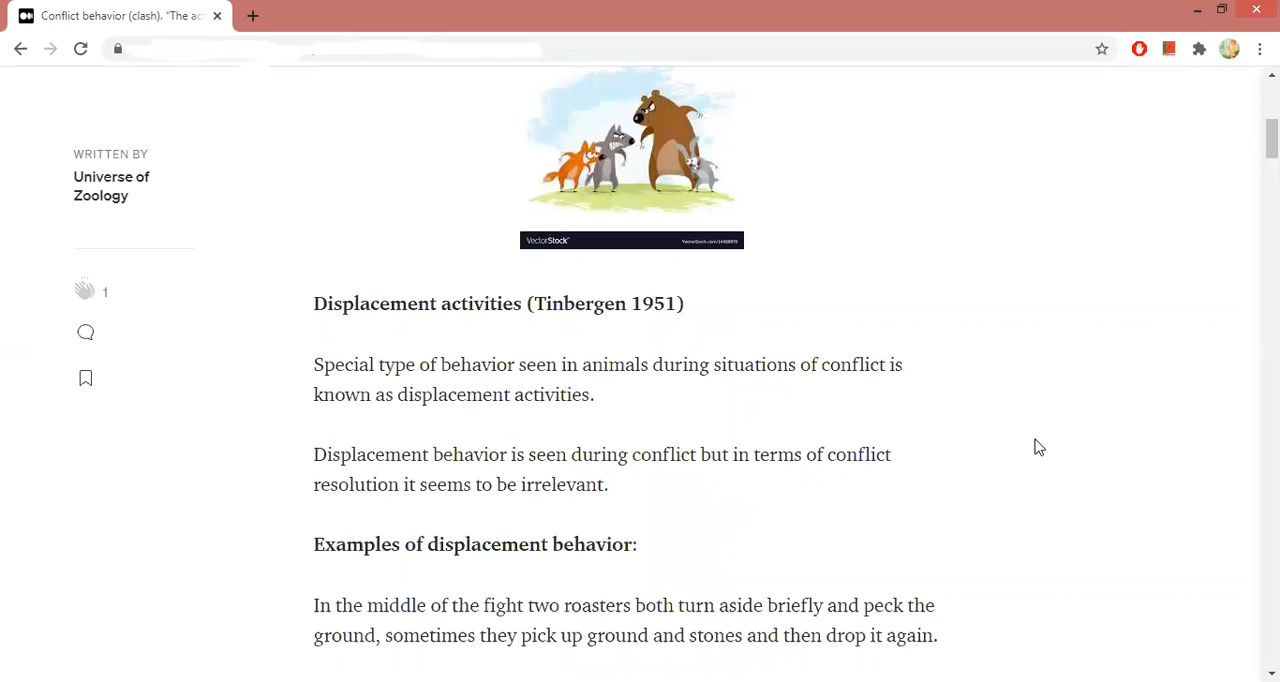 Conflict behavior (clash). "The ac
WRITTEN BY
Universe of
Zoology
1
VectorStock
VectorStock.com/14468978
Displacement activities (Tinbergen 1951)
Special type of behavior seen in animals during situations of conflict is
known as displacement activities.
Displacement behavior is seen during conflict but in terms of conflict
resolution it seems to be irrelevant.
Examples of displacement behavior:
In the middle of the fight two roasters both turn aside briefly and peck the
ground, sometimes they pick up ground and stones and then drop it again.